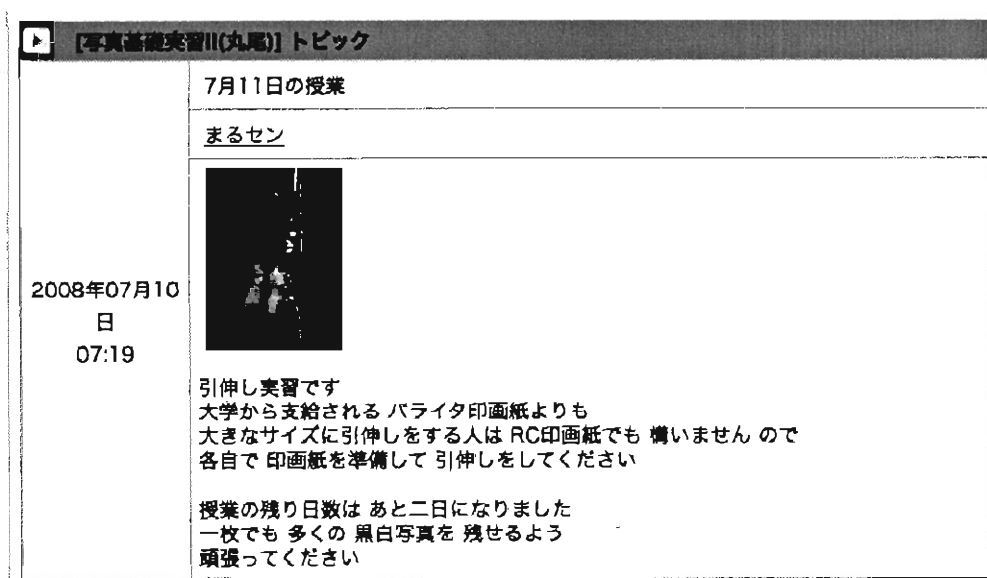 [写真基礎実習II(丸尾)] トピック
7月11日の授業
まるセン
2008年07月10
日
07:19
引伸し実習です
大学から支給される バライタ印画紙よりも
大きなサイズに引伸しをする人は RC印画紙でも 構いません ので
各自で 印画紙を準備して 引伸しをしてください
授業の残り日数は あと二日になりました
一枚でも 多くの 黒白写真を 残せるよう
頑張ってください